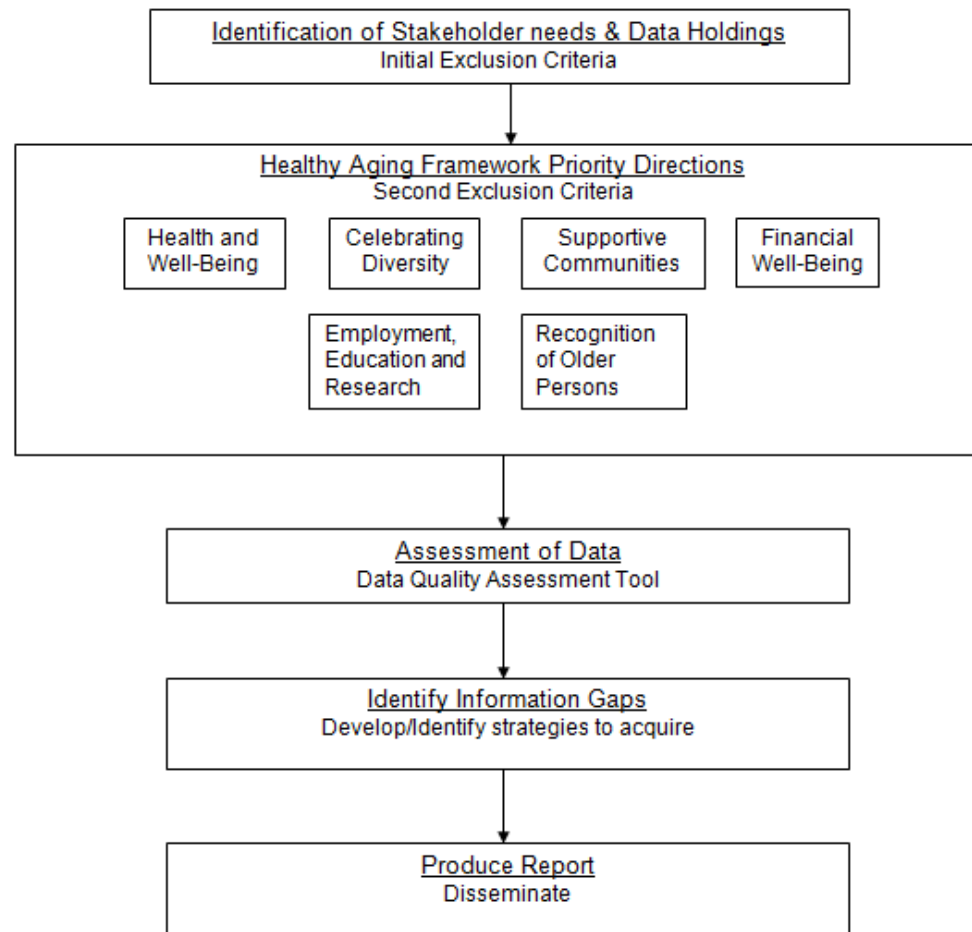 Identification of Stakeholder needs & Data Holdings
Initial Exclusion Criteria
Healthy Aging Framework Priority Directions
Second Exclusion Criteria
Health and
Well-Being
Celebrating
Diversity
Supportive
Communities
Financial
Well-Being
Employment,
Education and
Research
Recognition
of Older
Persons
Assessment of Data
Data Quality Assessment Tool
Identify Information Gaps
Develop/Identify strategies to acquire
Produce Report
Disseminate